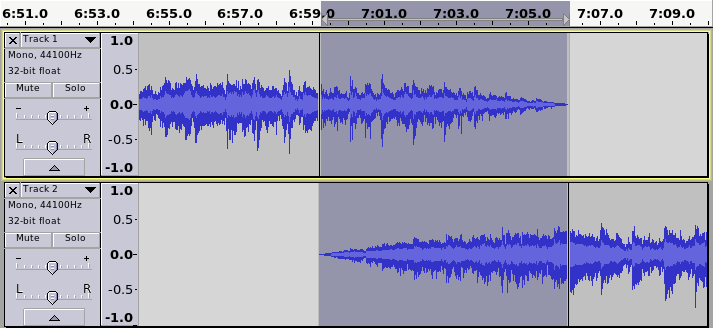 6:51.0 6:53.0 6:55.0 6:57.0 6:59.0 7:01.0 7:03.0 7:05.0 7:07.0 7:09.0
X Track 1
Mono, 44100Hz
32-bit float
Mute Solo
- +
L R
1.0
0.5-
0.0-
-0.5-
-1.0
X Track 2
Mono, 44100Hz
32-bit float
Mute Solo
- +
L R
1.0
0.5-
0.0-
-0.5-
-1.0